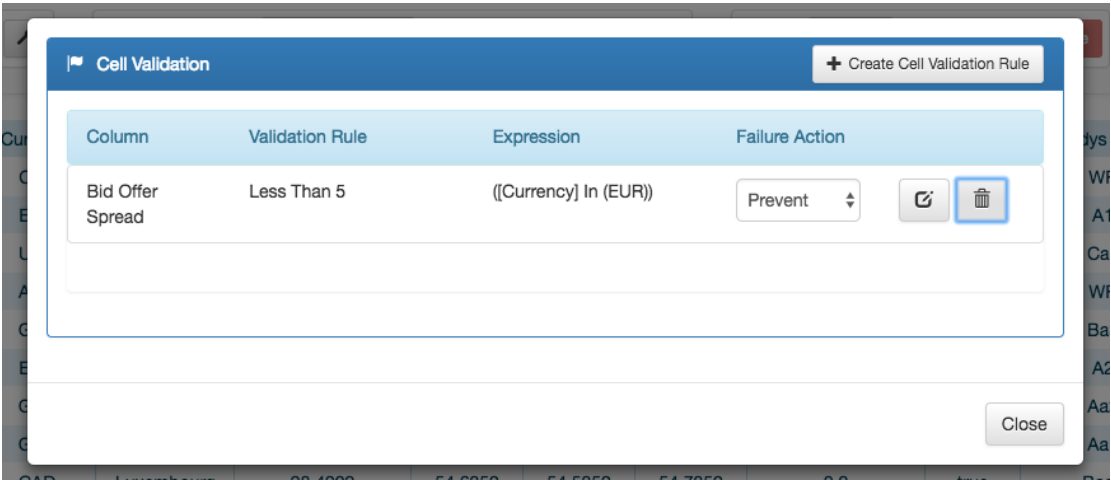 Cell Validation
Create Cell Validation Rule
Column Validation Rule Expression Failure Action
Bid Offer Less Than 5 ([Currency] In (EUR)) Prevent
Spread
Close